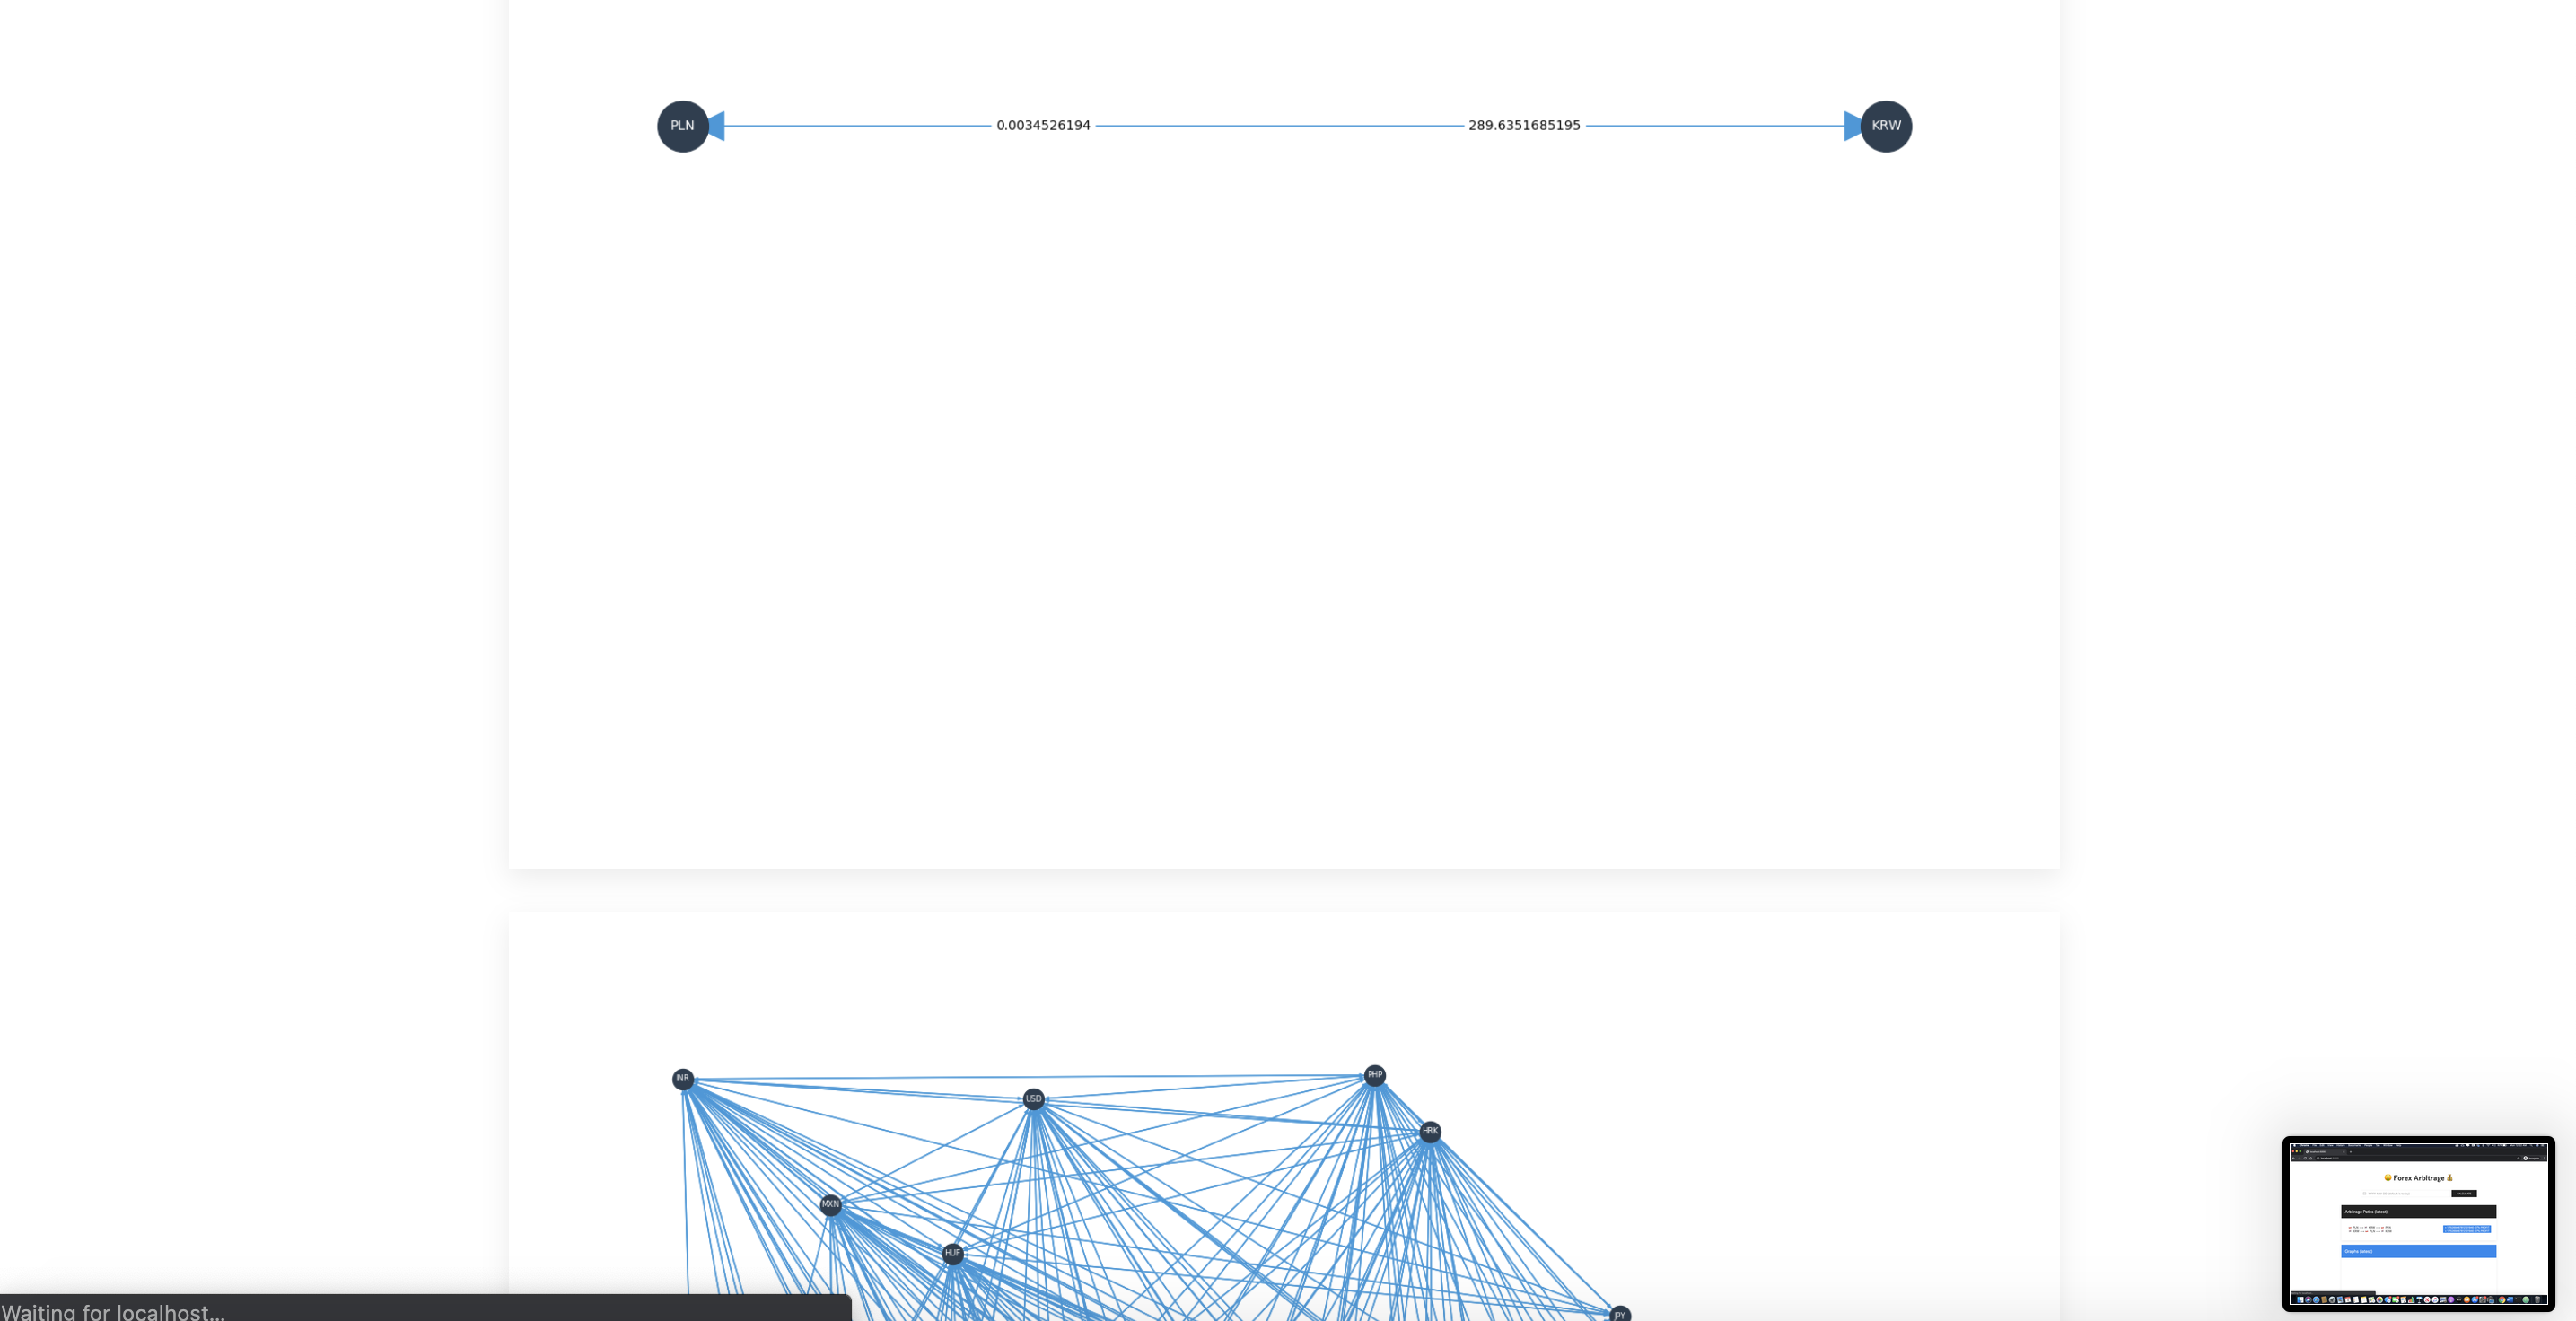 PLN 0.0034526194 289.6351685195 KRW
INR
PHP
USD
HRK
MXN
HUF
JPY
Waiting for localhost...
Forex Arbitrage
Arbitrage Paths (latest)
Graphs (latest)